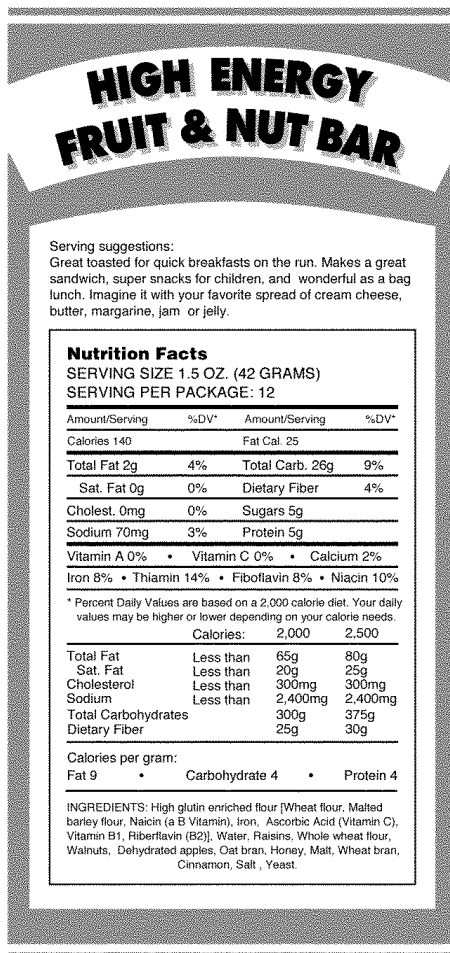 HIGH ENERGY
FRUIT & NUT BAR
Serving suggestions:
Great toasted for quick breakfasts on the run. Makes a great
sandwich, super snacks for children, and wonderful as a bag
lunch. Imagine it with your favorite spread of cream cheese,
butter, margarine, jam or jelly.
Nutrition Facts
SERVING SIZE 1.5 OZ. (42 GRAMS)
SERVING PER PACKAGE: 12
Amount/Serving %DV* Amount/Serving %DV*
Calories 140 Fat Cal. 25
Total Fat 2g 4% Total Carb. 26g 9%
Sat. Fat 0g 0% Dietary Fiber 4%
Cholest. 0mg 0% Sugars 5g
Sodium 70mg 3% Protein 5g
Vitamin A 0% • Vitamin C 0% • Calcium 2%
Iron 8% • Thiamin 14% • Fiboflavin 8% • Niacin 10%
* Percent Daily Values are based on a 2,000 calorie diet. Your daily
values may be higher or lower depending on your calorie needs.
Calories: 2,000 2,500
Total Fat Less than 65g 80g
Sat. Fat Less than 20g 25g
Cholesterol Less than 300mg 300mg
Sodium Less than 2,400mg 2,400mg
Total Carbohydrates 300g 375g
Dietary Fiber 25g 30g
Calories per gram:
Fat 9 • Carbohydrate 4 • Protein 4
INGREDIENTS: High glutin enriched flour [Wheat flour, Malted
barley flour, Naicin (a B Vitamin), Iron, Ascorbic Acid (Vitamin C),
Vitamin B1, Riberflavin (B2)], Water, Raisins, Whole wheat flour,
Walnuts, Dehydrated apples, Oat bran, Honey, Malt, Wheat bran,
Cinnamon, Salt , Yeast.